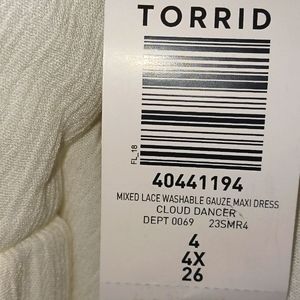 TORRID
FL_18
40441194
MIXED LACE WASHABLE GAUZE MAXI DRESS
CLOUD DANCER
DEPT 0069 23SMR4
4
4X
26